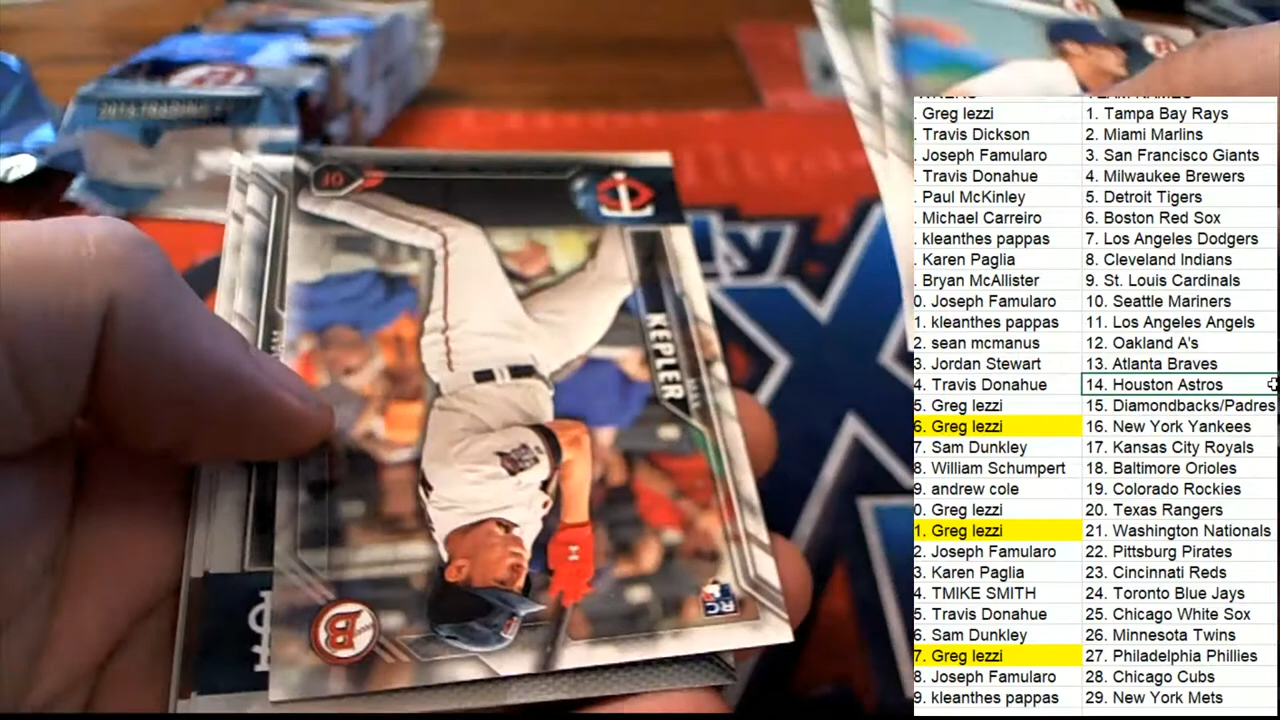 2016 TRADING
KEPLER
MAX
RC
B
ly
. Greg Iezzi 1. Tampa Bay Rays
. Travis Dickson 2. Miami Marlins
. Joseph Famularo 3. San Francisco Giants
. Travis Donahue 4. Milwaukee Brewers
. Paul McKinley 5. Detroit Tigers
. Michael Carreiro 6. Boston Red Sox
. kleanthes pappas 7. Los Angeles Dodgers
. Karen Paglia 8. Cleveland Indians
. Bryan McAllister 9. St. Louis Cardinals
0. Joseph Famularo 10. Seattle Mariners
1. kleanthes pappas 11. Los Angeles Angels
2. sean mcmanus 12. Oakland A's
3. Jordan Stewart 13. Atlanta Braves
4. Travis Donahue 14. Houston Astros
5. Greg Iezzi 15. Diamondbacks/Padres
6. Greg Iezzi 16. New York Yankees
7. Sam Dunkley 17. Kansas City Royals
8. William Schumpert 18. Baltimore Orioles
9. andrew cole 19. Colorado Rockies
0. Greg Iezzi 20. Texas Rangers
1. Greg Iezzi 21. Washington Nationals
2. Joseph Famularo 22. Pittsburg Pirates
3. Karen Paglia 23. Cincinnati Reds
4. TMIKE SMITH 24. Toronto Blue Jays
5. Travis Donahue 25. Chicago White Sox
6. Sam Dunkley 26. Minnesota Twins
7. Greg Iezzi 27. Philadelphia Phillies
8. Joseph Famularo 28. Chicago Cubs
9. kleanthes pappas 29. New York Mets